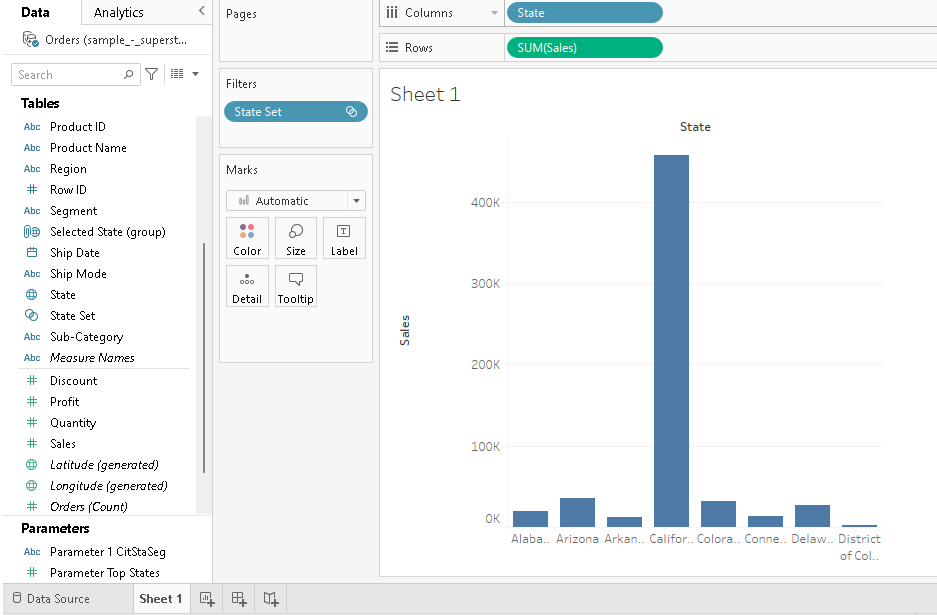 Data
Analytics
Orders (sample_-_superst...
Search
Tables
Abc Product ID
Abc Product Name
Abc Region
# Row ID
Abc Segment
Selected State (group)
Ship Date
Abc Ship Mode
State
State Set
Abc Sub-Category
Abc Measure Names
# Discount
# Profit
# Quantity
# Sales
Latitude (generated)
Longitude (generated)
# Orders (Count)
Parameters
Abc Parameter 1 CitStaSeg
# Parameter Top States
Pages
Filters
State Set
Marks
Automatic
Color Size Label
Detail Tooltip
Columns State
Rows SUM(Sales)
Sheet 1
State
400K
300K
200K
100K
0K
Sales
Alaba.. Arizona Arkan.. Califor.. Colora.. Conne.. Delaw.. District
of Col..
Data Source Sheet 1